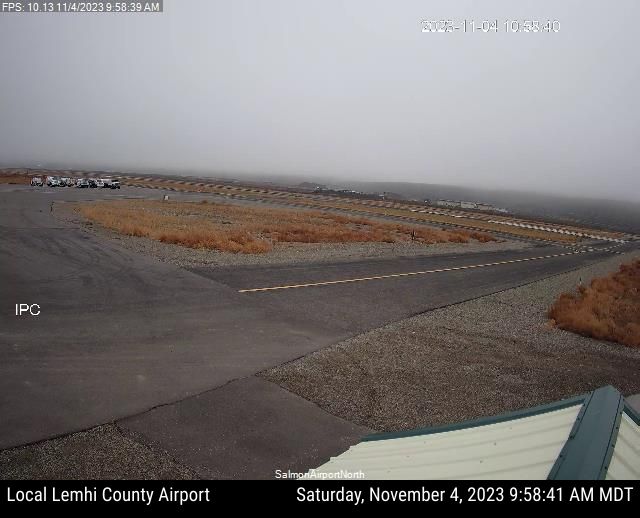 FPS: 10.13 11/4/2023 9:58:39 AM
2023-11-04 10:58:40
IPC
SalmonAirportNorth
Local Lemhi County Airport Saturday, November 4, 2023 9:58:41 AM MDT